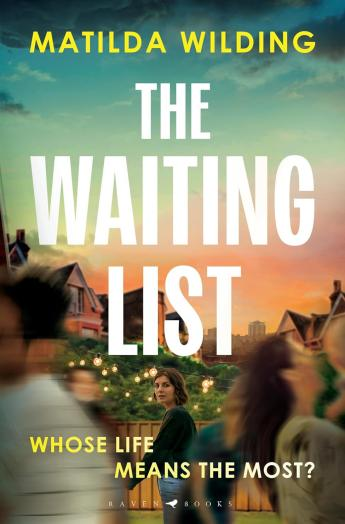 MATILDA WILDING
THE
WAITING
LIST
WHOSE LIFE
MEANS THE MOST?
RAVEN BOOKS